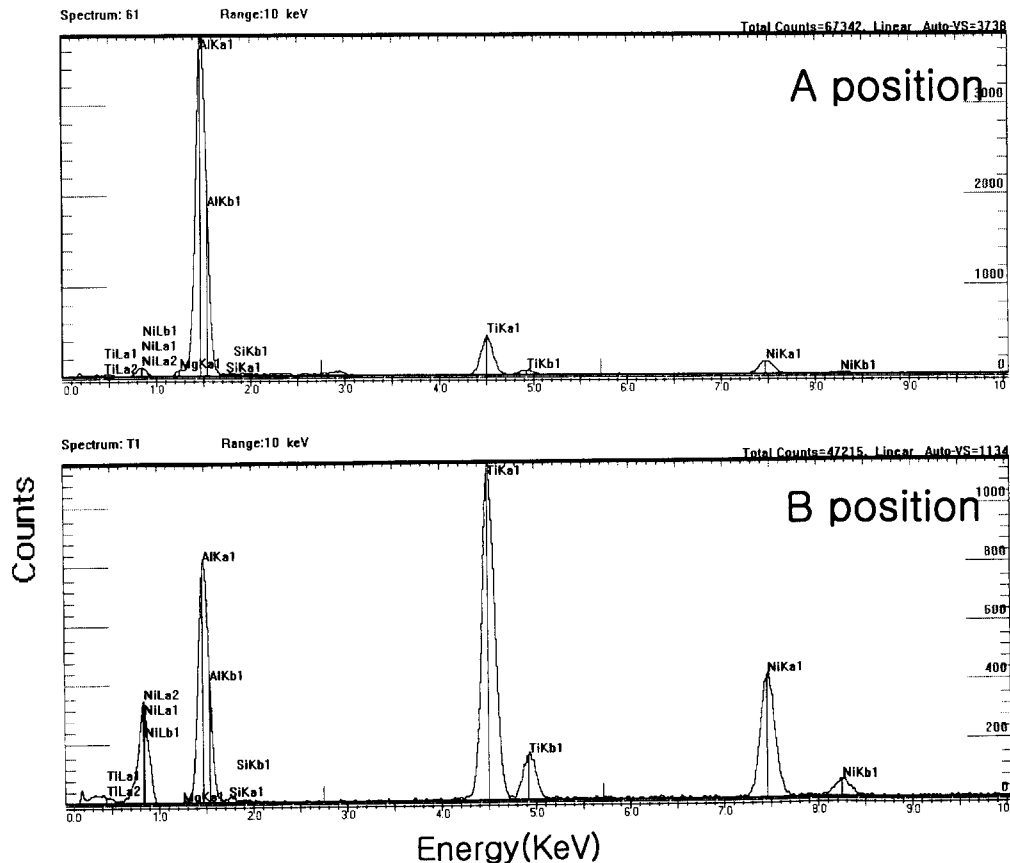 Spectrum: 61 Range:10 keV Total Counts=67342, Linear Auto-VS=3738
AlKa1
A position
3000
AlKb1
2000
1000
NiLb1
NiLa1
NiLa2
TiLa1
TiLa2
MgKa1
SiKb1
SiKa1
TiKa1
TiKb1
NiKa1
NiKb1
0
0.0 1.0 2.0 3.0 4.0 5.0 6.0 7.0 8.0 9.0 10
Spectrum: T1 Range:10 keV Total Counts=47215, Linear Auto-VS=1134
TiKa1
B position
1000
800
600
400
200
0
AlKa1
AlKb1
NiLa2
NiLa1
NiLb1
TiLa1
TiLa2
MgKa1
SiKb1
SiKa1
TiKb1
NiKa1
NiKb1
0.0 1.0 2.0 3.0 4.0 5.0 6.0 7.0 8.0 9.0 10
Counts
Energy(KeV)